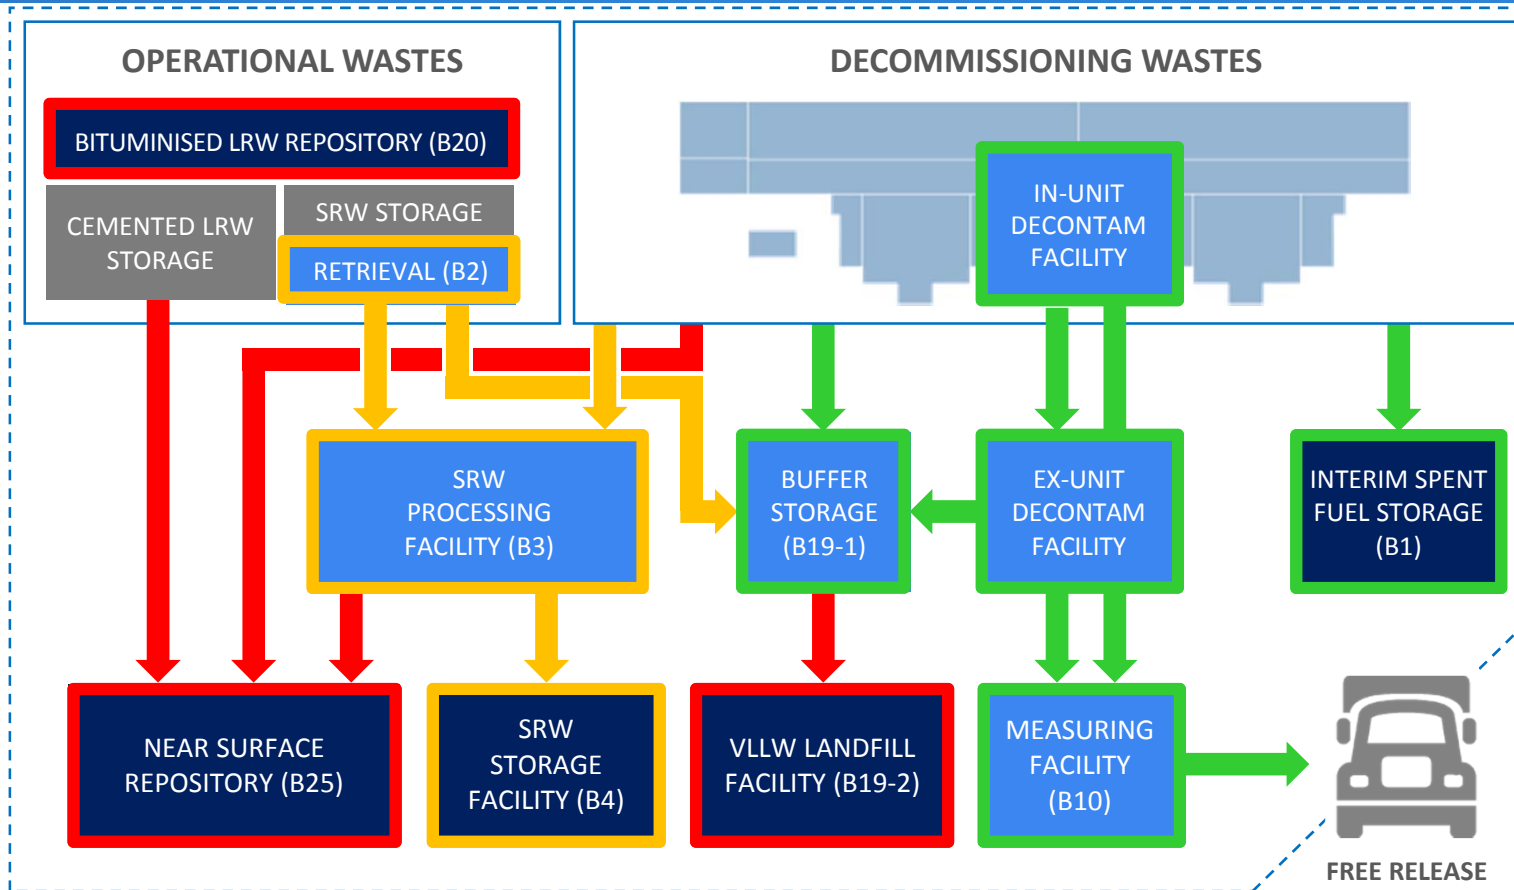 OPERATIONAL WASTES
BITUMINISED LRW REPOSITORY (B20)
CEMENTED LRW
STORAGE
SRW STORAGE
RETRIEVAL (B2)
DECOMMISSIONING WASTES
IN-UNIT
DECONTAM
FACILITY
SRW
PROCESSING
FACILITY (B3)
BUFFER
STORAGE
(B19-1)
EX-UNIT
DECONTAM
FACILITY
INTERIM SPENT
FUEL STORAGE
(B1)
NEAR SURFACE
REPOSITORY (B25)
SRW
STORAGE
FACILITY (B4)
VLLW LANDFILL
FACILITY (B19-2)
MEASURING
FACILITY
(B10)
FREE RELEASE